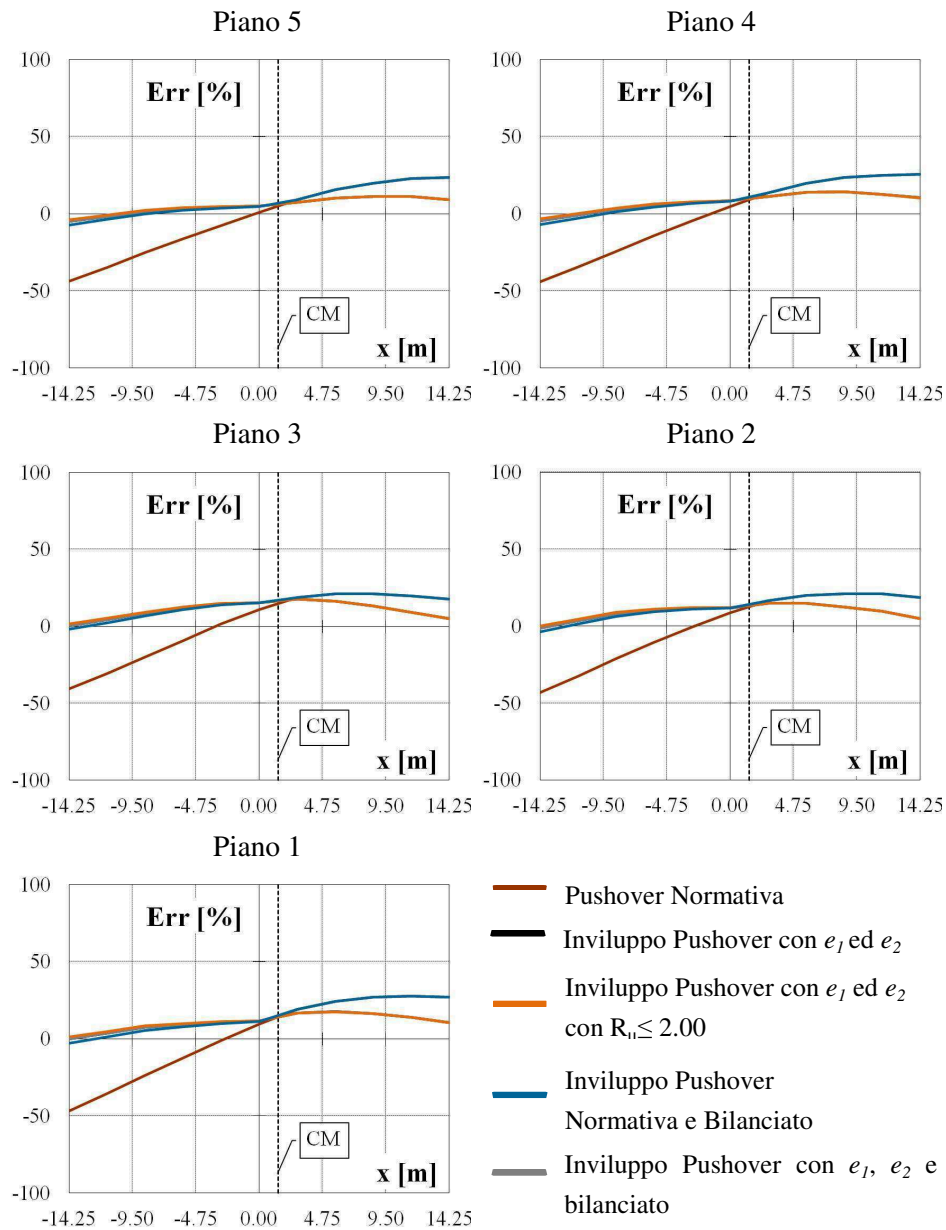 Piano 5
Piano 4
100
Err [%]
50
0
-50
CM
x [m]
-100
-14.25 -9.50 -4.75 0.00 4.75 9.50 14.25
100
Err [%]
50
0
-50
CM
x [m]
-100
-14.25 -9.50 -4.75 0.00 4.75 9.50 14.25
Piano 3
Piano 2
100
Err [%]
50
0
-50
CM
x [m]
-100
-14.25 -9.50 -4.75 0.00 4.75 9.50 14.25
100
Err [%]
50
0
-50
CM
x [m]
-100
-14.25 -9.50 -4.75 0.00 4.75 9.50 14.25
Piano 1
100
Err [%]
50
0
-50
CM
x [m]
-100
-14.25 -9.50 -4.75 0.00 4.75 9.50 14.25
Pushover Normativa
Inviluppo Pushover con e1 ed e2
Inviluppo Pushover con e1 ed e2
con Rμ≤ 2.00
Inviluppo Pushover
Normativa e Bilanciato
Inviluppo Pushover con e1, e2 e
bilanciato